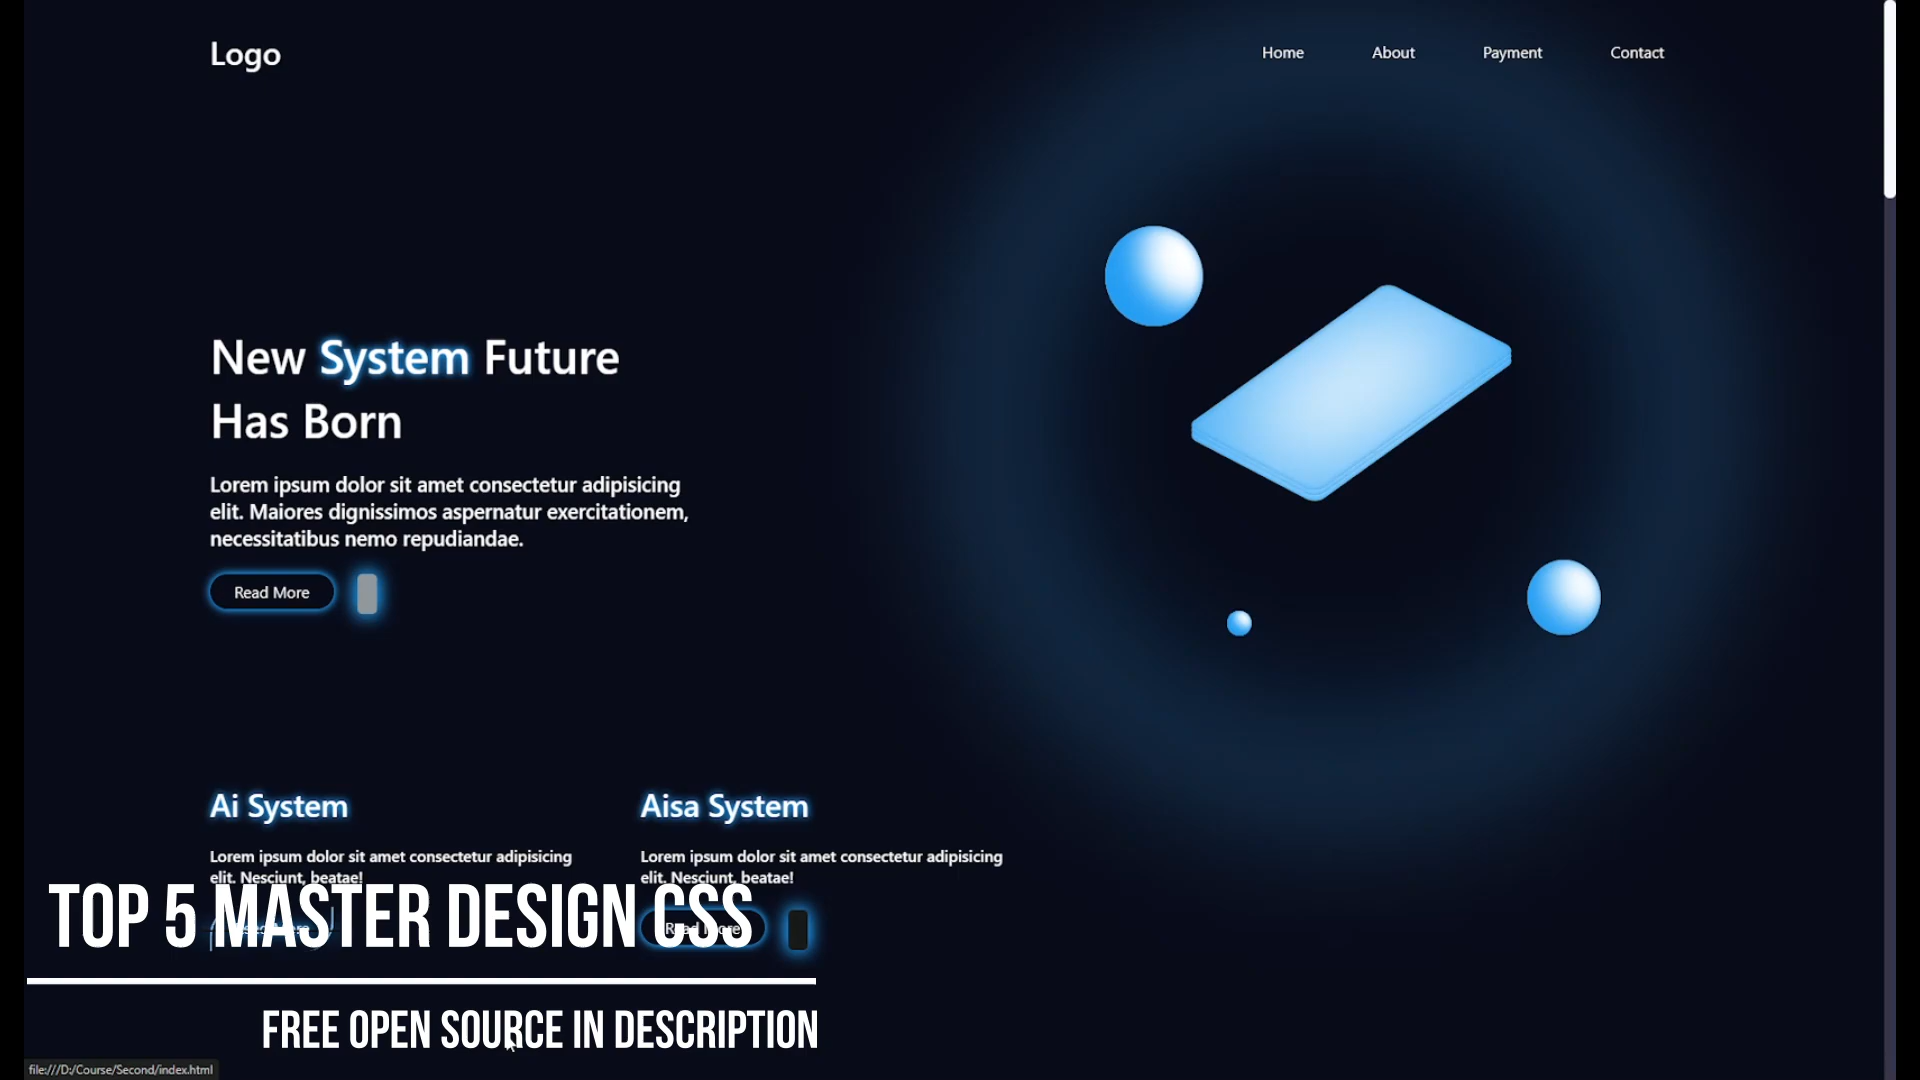 Logo
Home
About
Payment
Contact
New System Future
Has Born
Lorem ipsum dolor sit amet consectetur adipisicing
elit. Maiores dignissimos aspernatur exercitationem,
necessitatibus nemo repudiandae.
Read More
Ai System
Lorem ipsum dolor sit amet consectetur adipisicing
elit. Nesciunt, beatae!
Aisa System
Lorem ipsum dolor sit amet consectetur adipisicing
elit. Nesciunt, beatae!
Read More
TOP 5 MASTER DESIGN CSS
FREE OPEN SOURCE IN DESCRIPTION
file:///D:/Course/Second/index.html